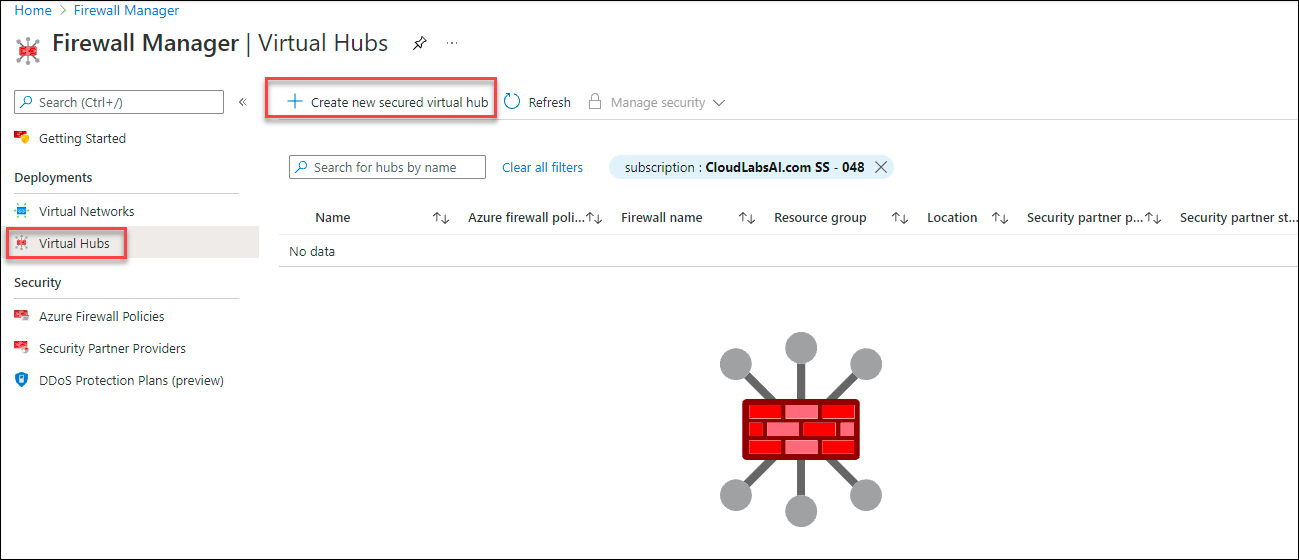 Home > Firewall Manager
Firewall Manager | Virtual Hubs
Search (Ctrl+/)
Create new secured virtual hub Refresh Manage security
Getting Started
Search for hubs by name Clear all filters subscription : CloudLabsAI.com SS - 048
Deployments
Virtual Networks
Name Azure firewall poli... Firewall name Resource group Location Security partner p... Security partner st...
Virtual Hubs
No data
Security
Azure Firewall Policies
Security Partner Providers
DDoS Protection Plans (preview)